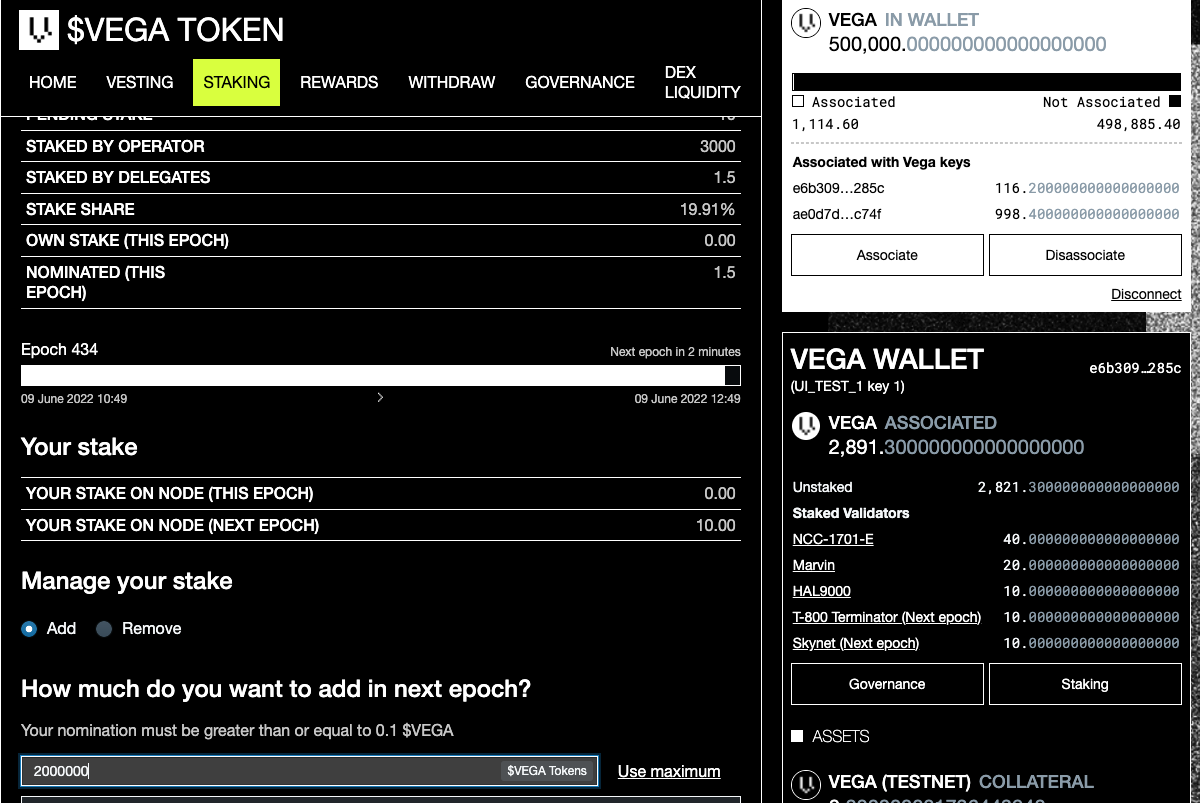 $VEGA TOKEN
HOME
VESTING
STAKING
REWARDS
WITHDRAW
GOVERNANCE
DEX
LIQUIDITY
PENDING STAKE
STAKED BY OPERATOR 3000
STAKED BY DELEGATES 1.5
STAKE SHARE 19.91%
OWN STAKE (THIS EPOCH) 0.00
NOMINATED (THIS 1.5
EPOCH)
Epoch 434 Next epoch in 2 minutes
09 June 2022 10:49 09 June 2022 12:49
Your stake
YOUR STAKE ON NODE (THIS EPOCH) 0.00
YOUR STAKE ON NODE (NEXT EPOCH) 10.00
Manage your stake
Add Remove
How much do you want to add in next epoch?
Your nomination must be greater than or equal to 0.1 $VEGA
2000000 $VEGA Tokens Use maximum
VEGA IN WALLET
500,000.000000000000000000
Associated Not Associated
1,114.60 498,885.40
Associated with Vega keys
e6b309…285c 116.200000000000000000
ae0d7d…c74f 998.400000000000000000
Associate Disassociate
Disconnect
VEGA WALLET e6b309…285c
(UI_TEST_1 key 1)
VEGA ASSOCIATED
2,891.300000000000000000
Unstaked 2,821.300000000000000000
Staked Validators
NCC-1701-E 40.000000000000000000
Marvin 20.000000000000000000
HAL9000 10.000000000000000000
T-800 Terminator (Next epoch) 10.000000000000000000
Skynet (Next epoch) 10.000000000000000000
Governance Staking
ASSETS
VEGA (TESTNET) COLLATERAL